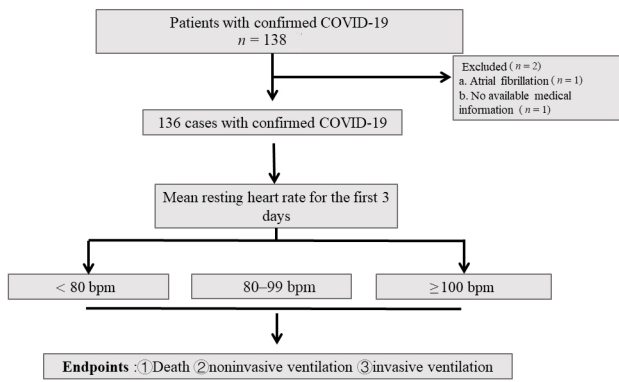 Patients with confirmed COVID-19
n = 138
Excluded (n = 2)
a. Atrial fibrillation (n = 1)
b. No available medical
information (n = 1)
136 cases with confirmed COVID-19
Mean resting heart rate for the first 3
days
< 80 bpm
80–99 bpm
≥100 bpm
Endpoints :①Death ②noninvasive ventilation ③invasive ventilation